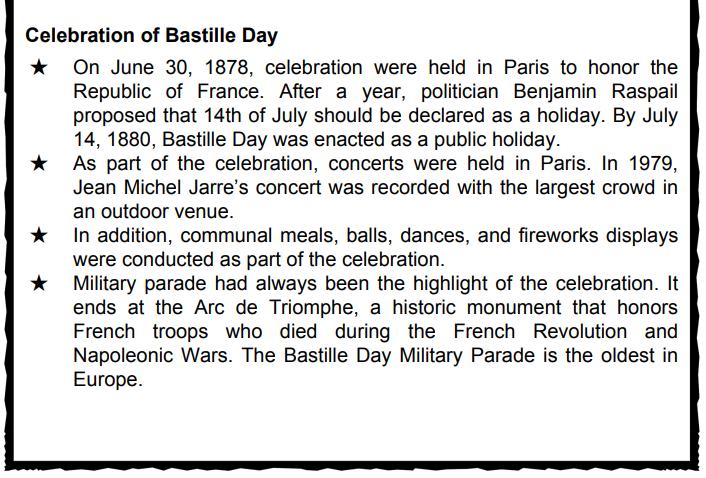 Celebration of Bastille Day
★ On June 30, 1878, celebration were held in Paris to honor the
Republic of France. After a year, politician Benjamin Raspail
proposed that 14th of July should be declared as a holiday. By July
14, 1880, Bastille Day was enacted as a public holiday.
★ As part of the celebration, concerts were held in Paris. In 1979,
Jean Michel Jarre’s concert was recorded with the largest crowd in
an outdoor venue.
★ In addition, communal meals, balls, dances, and fireworks displays
were conducted as part of the celebration.
★ Military parade had always been the highlight of the celebration. It
ends at the Arc de Triomphe, a historic monument that honors
French troops who died during the French Revolution and
Napoleonic Wars. The Bastille Day Military Parade is the oldest in
Europe.